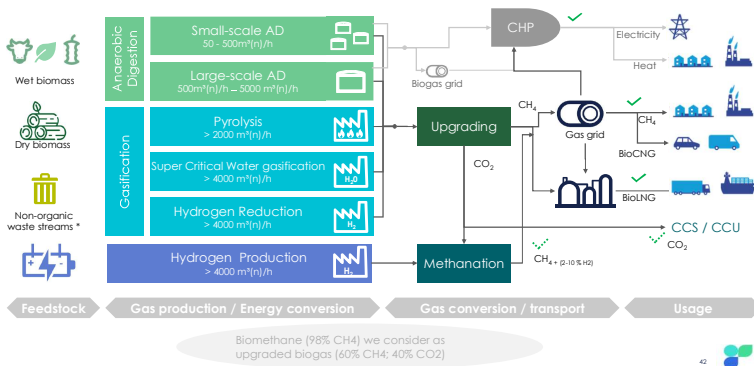 Small-scale AD
50 - 500m³(n)/h
CHP
Electricity
Anaerobic
Digestion
Wet biomass
Large-scale AD
500m³(n)/h – 5000 m³(n)/h
Biogas grid
Heat
Pyrolysis
> 2000 m³(n)/h
Upgrading
CH₄
Gas grid
CH₄
Dry biomass
Gasification
Super Critical Water gasification
> 4000 m³(n)/h
H₂0
CO₂
BioCNG
Non-organic
waste streams *
Hydrogen Reduction
> 4000 m³(n)/h
H₂
BioLNG
CCS / CCU
CO₂
Hydrogen Production
> 4000 m³(n)/h
H₂
Methanation
CH₄ + (2-10 % H2)
Feedstock
Gas production / Energy conversion
Gas conversion / transport
Usage
Biomethane (98% CH4) we consider as
upgraded biogas (60% CH4; 40% CO2)
42